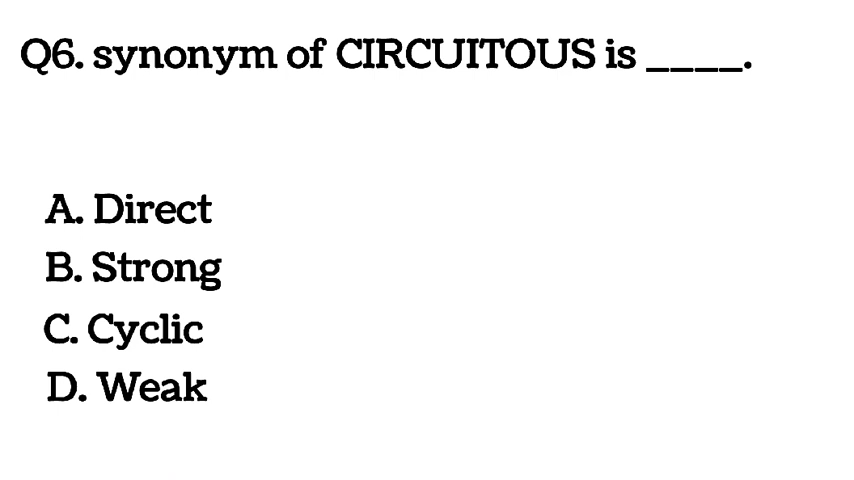 Q6. synonym of CIRCUITOUS is ____.
A. Direct
B. Strong
C. Cyclic
D. Weak